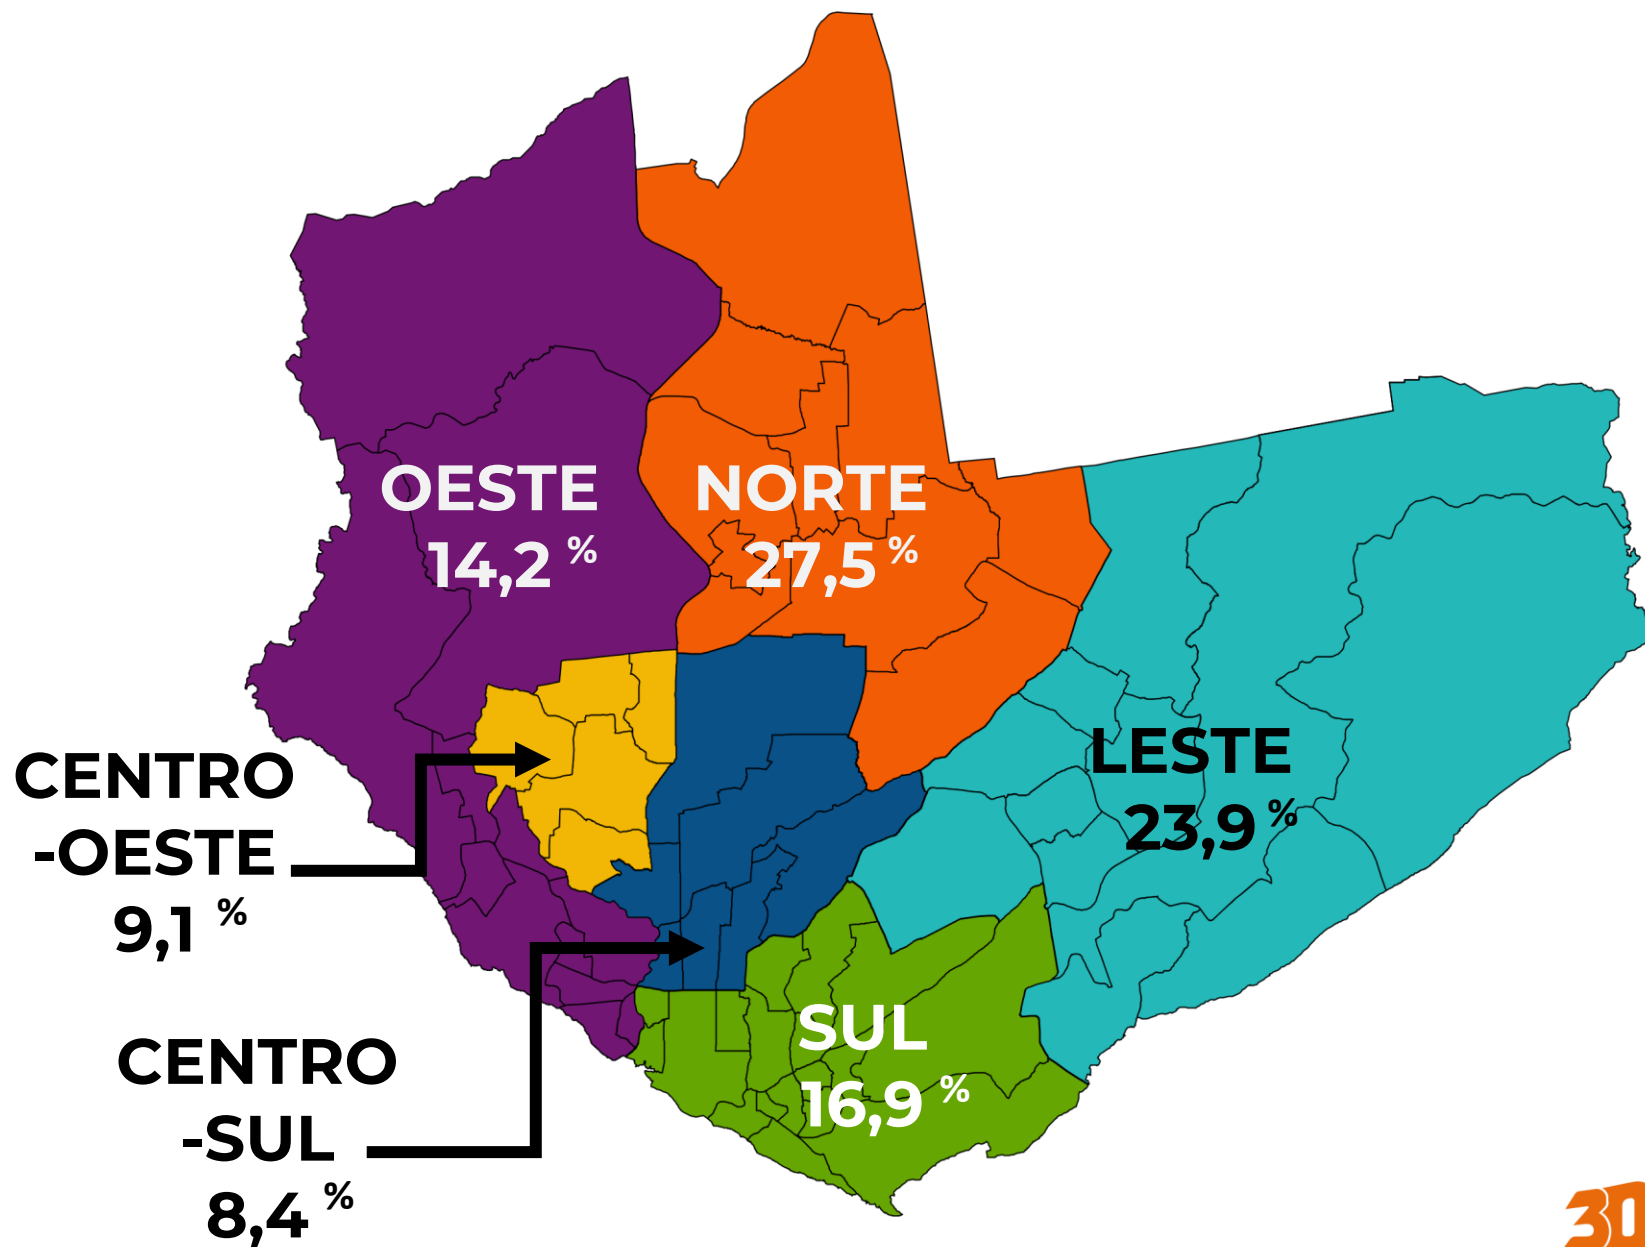 OESTE
14,2 %
NORTE
27,5 %
LESTE
23,9 %
CENTRO
-OESTE
9,1 %
SUL
16,9 %
CENTRO
-SUL
8,4 %
30